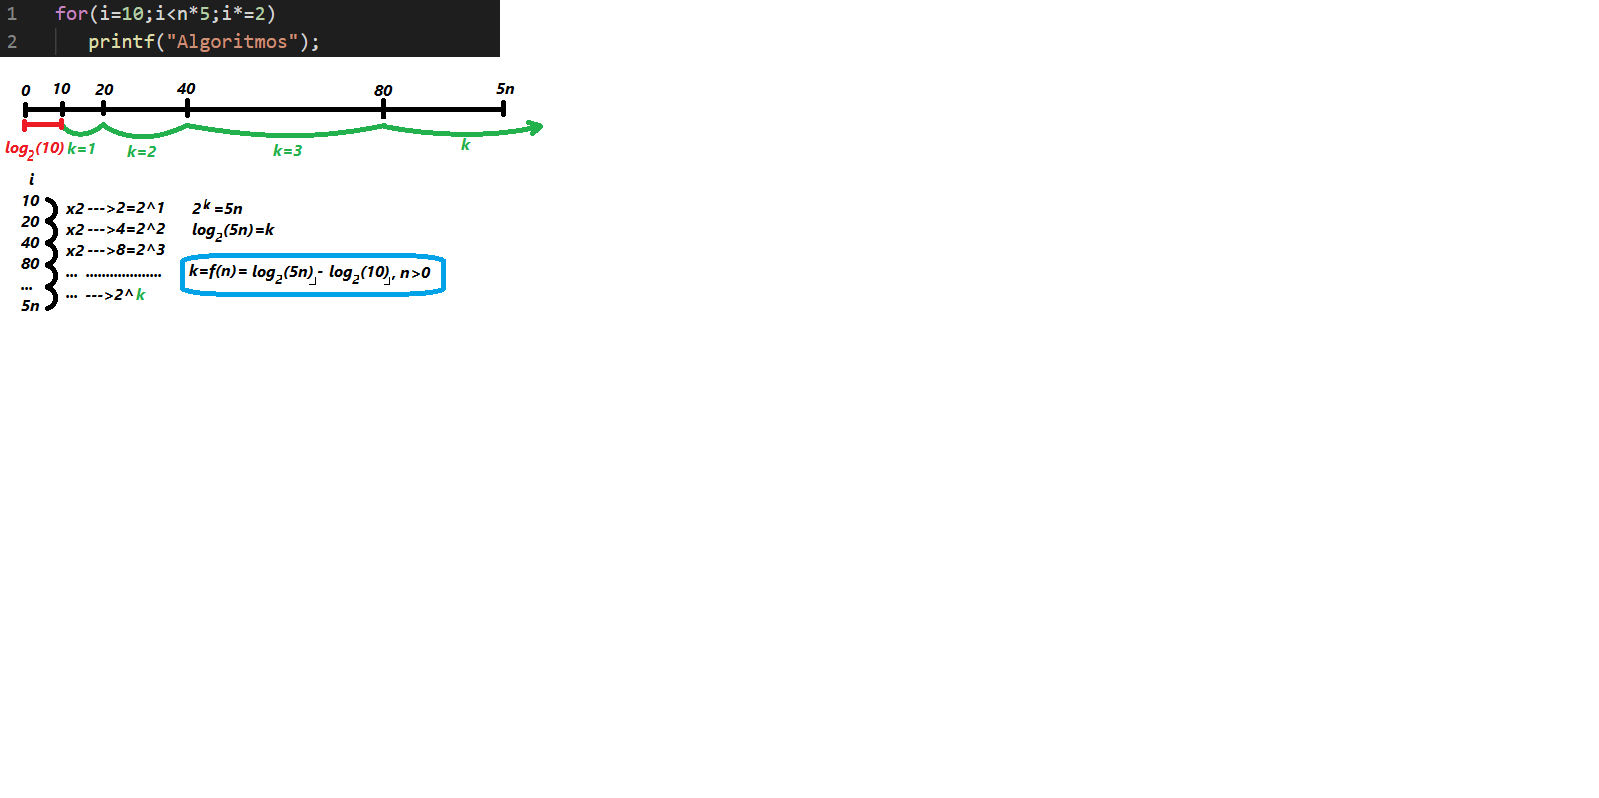 1 for(i=10;i<n*5;i*=2)
2 printf("Algoritmos");
0 10 20 40 80 5n
log₂(10) k=1 k=2 k=3 k
i
10
x2 --->2=2^1 2ᵏ=5n
20
x2 --->4=2^2 log₂(5n)=k
40
x2 --->8=2^3
80
... ................... k=f(n)= log₂(5n)⌋- log₂(10)⌋, n>0
...
... --->2^k
5n